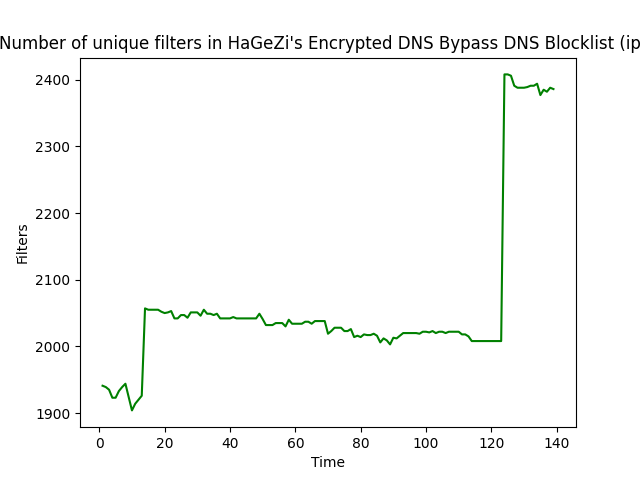 Number of unique filters in HaGeZi's Encrypted DNS Bypass DNS Blocklist (ip
2400
2300
2200
2100
2000
1900
Filters
0 20 40 60 80 100 120 140
Time